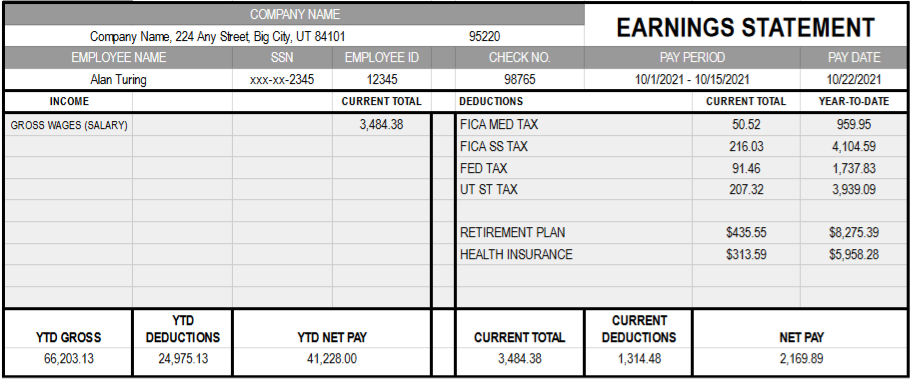 COMPANY NAME
EARNINGS STATEMENT
Company Name, 224 Any Street, Big City, UT 84101 95220
EMPLOYEE NAME SSN EMPLOYEE ID CHECK NO. PAY PERIOD PAY DATE
Alan Turing xxx-xx-2345 12345 98765 10/1/2021 - 10/15/2021 10/22/2021
INCOME CURRENT TOTAL DEDUCTIONS CURRENT TOTAL YEAR-TO-DATE
GROSS WAGES (SALARY) 3,484.38 FICA MED TAX 50.52 959.95
FICA SS TAX 216.03 4,104.59
FED TAX 91.46 1,737.83
UT ST TAX 207.32 3,939.09
RETIREMENT PLAN $435.55 $8,275.39
HEALTH INSURANCE $313.59 $5,958.28
YTD GROSS YTD DEDUCTIONS YTD NET PAY CURRENT TOTAL CURRENT DEDUCTIONS NET PAY
66,203.13 24,975.13 41,228.00 3,484.38 1,314.48 2,169.89